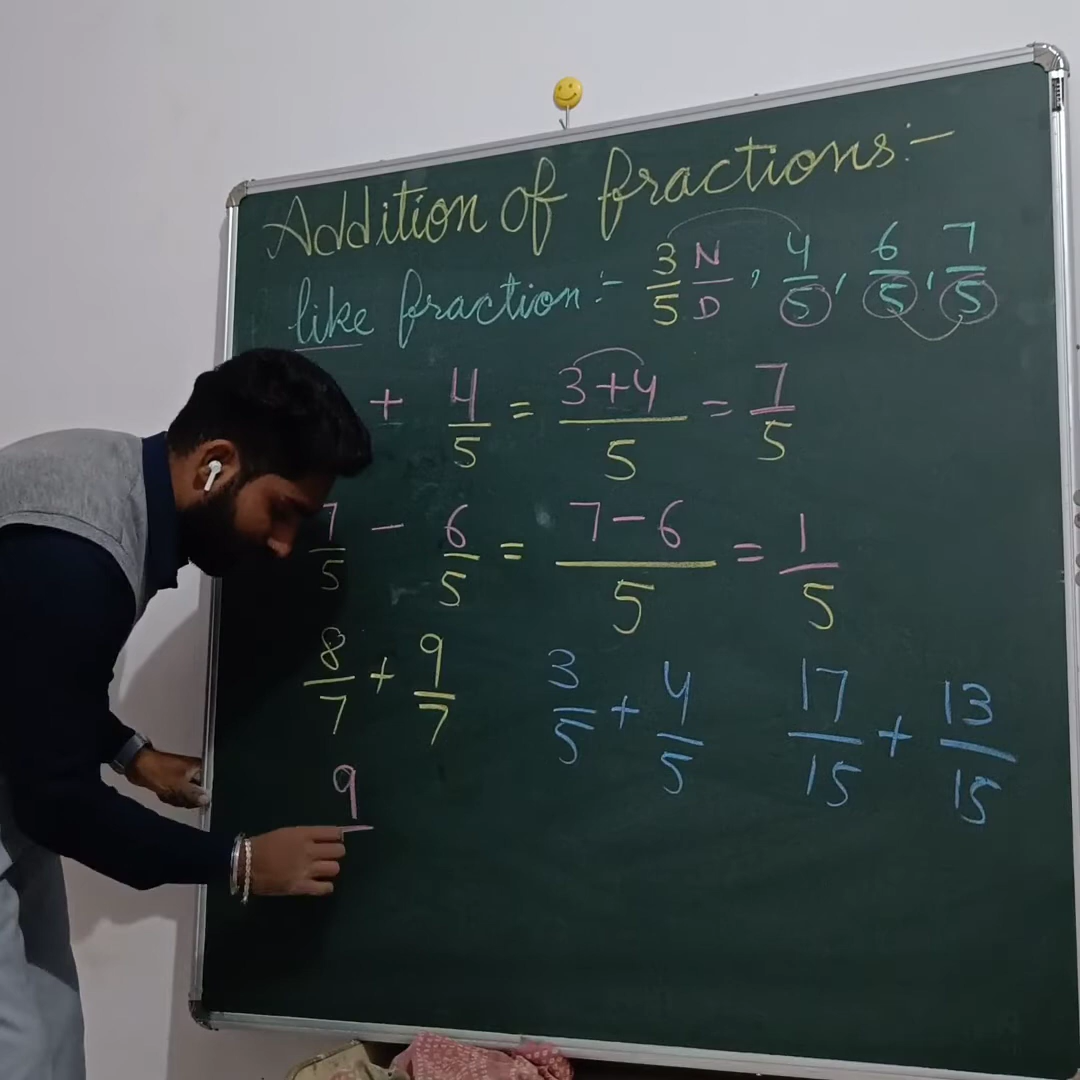 Addition of fractions:-
like fraction:- 3/5 N/D, 4/5, 6/5, 7/5
+ 4/5 = 3+4/5 = 7/5
7/5 - 6/5 = 7-6/5 = 1/5
8/7 + 9/7 3/5 + 4/5 17/15 + 13/15
9